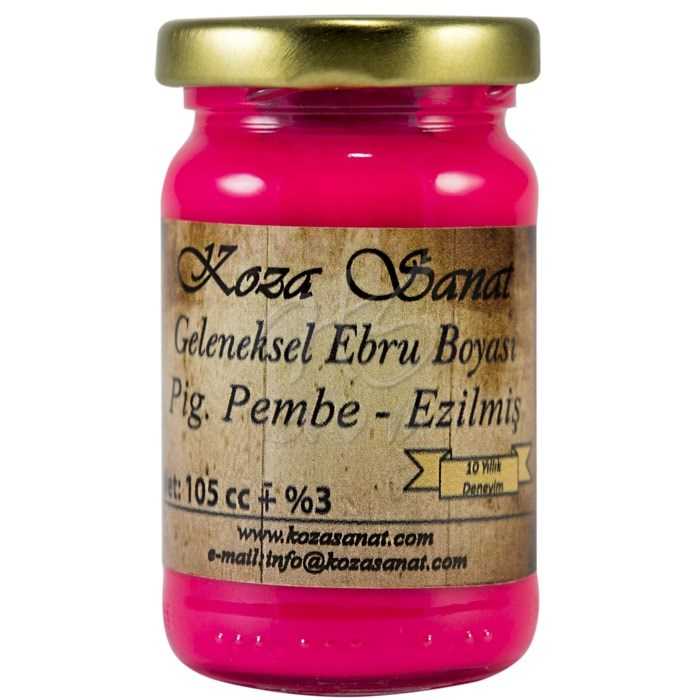 Koza Sanat
Geleneksel Ebru Boyası
Pig. Pembe - Ezilmiş
10 Yıllık
Deneyim
et: 105 cc + %3
www.kozasanat.com
e-mail:info@kozasanat.com